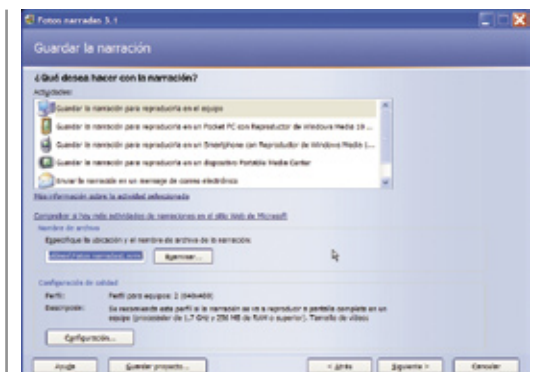 Fotos narradas 3.1
Guardar la narración
¿Qué desea hacer con la narración?
Actividades:
Guardar la narración para reproducirla en el equipo
Guardar la narración para reproducirla en un Pocket PC con Reproductor de Windows Media 10 ...
Guardar la narración para reproducirla en un Smartphone con Reproductor de Windows Media (...
Guardar la narración para reproducirla en un dispositivo Portable Media Center
Enviar la narración en un mensaje de correo electrónico
Más información sobre la actividad seleccionada
Comprobar si hay más actividades de narraciones en el sitio Web de Microsoft
Nombre de archivo
Especifique la ubicación y el nombre de archivo de la narración:
Examinar...
Configuración de calidad
Perfil: Perfil para equipos: 2 (640x480)
Descripción: Se recomienda este perfil si la narración se va a reproducir a pantalla completa en un
equipo (procesador de 1,7 GHz y 256 MB de RAM o superior). Tamaño de vídeo:
Configuración...
Ayuda
Guardar proyecto...
< Atrás
Siguiente >
Cancelar